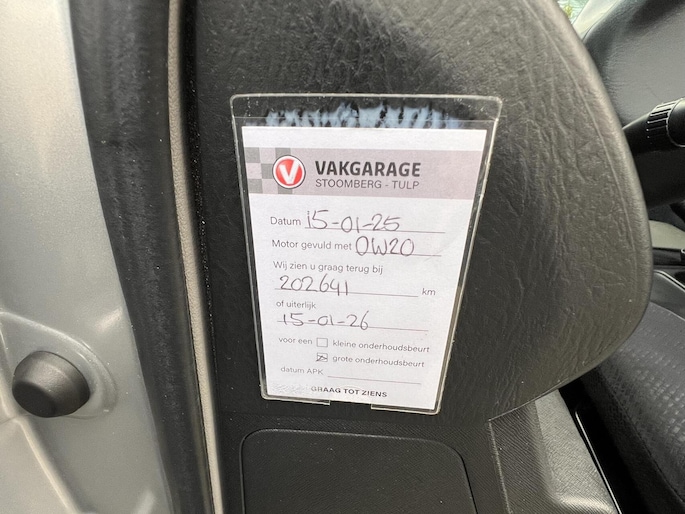 V VAKGARAGE
STOOMBERG - TULP
Datum 15-01-25
Motor gevuld met 0W20
Wij zien u graag terug bij
202641 km
of uiterlijk
15-01-26
voor een kleine onderhoudsbeurt
grote onderhoudsbeurt
datum APK
GRAAG TOT ZIENS